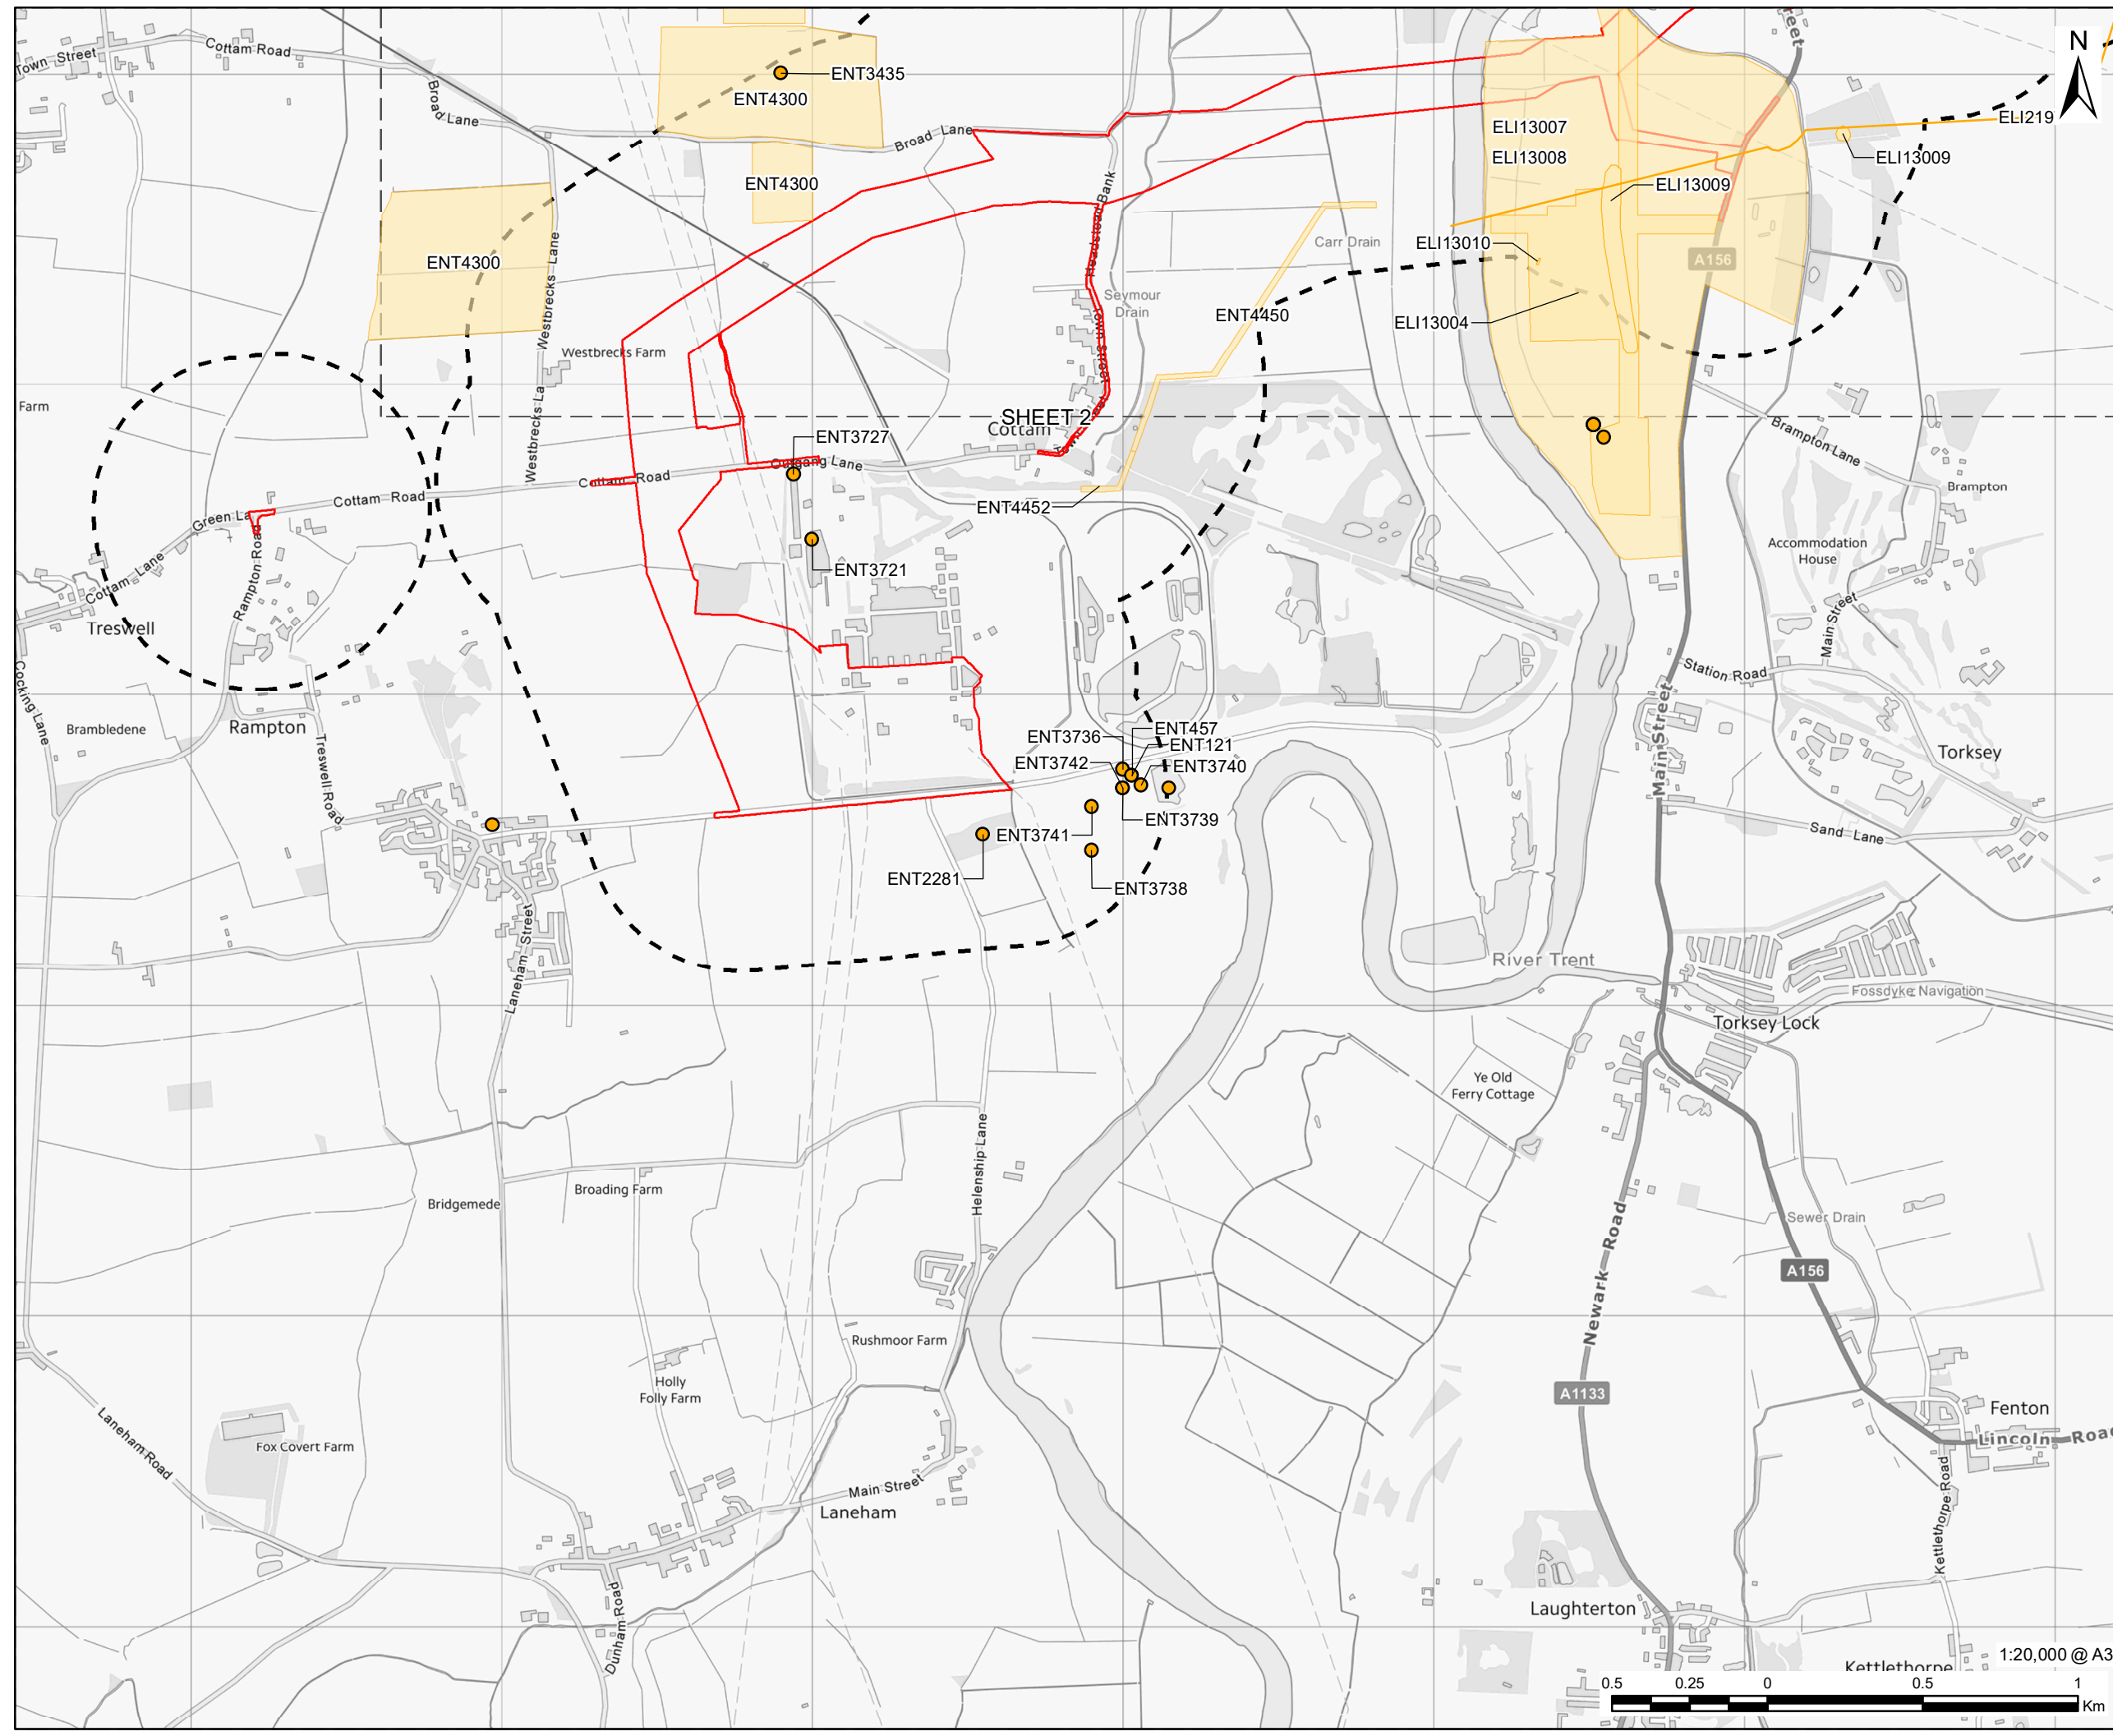 Town Street
Cottam Road
Broad Lane
ENT3435
ENT4300
Broad Lane
ENT4300
ENT4300
Westbrecks Lane
Westbrecks Farm
Westbrecks La
Farm
Headstead Bank
Seymour
Drain
Town Street
Carr Drain
ENT4450
ELI13007
ELI13008
ELI13009
ELI13010
ELI13004
A156
ELI219
ELI13009
N
SHEET 2
Cottam
ENT3727
Outgang Lane
Cottam Road
Cottam Road
Green La
Rampton Road
Cottam Lane
Treswell
Cocking Lane
Brambledene
Rampton
Treswell Road
ENT4452
ENT3721
Brampton Lane
Brampton
Accommodation
House
Main Street
Station Road
Main Street
Torksey
Sand Lane
ENT3736
ENT457
ENT121
ENT3742
ENT3740
ENT3739
ENT3741
ENT2281
ENT3738
Laneham Street
River Trent
Fossdyke Navigation
Torksey Lock
Ye Old
Ferry Cottage
Helenship Lane
Broading Farm
Bridgemede
Sewer Drain
Newark Road
A156
Rushmoor Farm
Holly
Folly Farm
A1133
Fenton
Lincoln Road
Laneham Road
Fox Covert Farm
Main Street
Laneham
Kettlethorpe Road
Dunham Road
Laughterton
Kettlethorpe
1:20,000 @ A3
0.5 0.25 0 0.5 1
Km